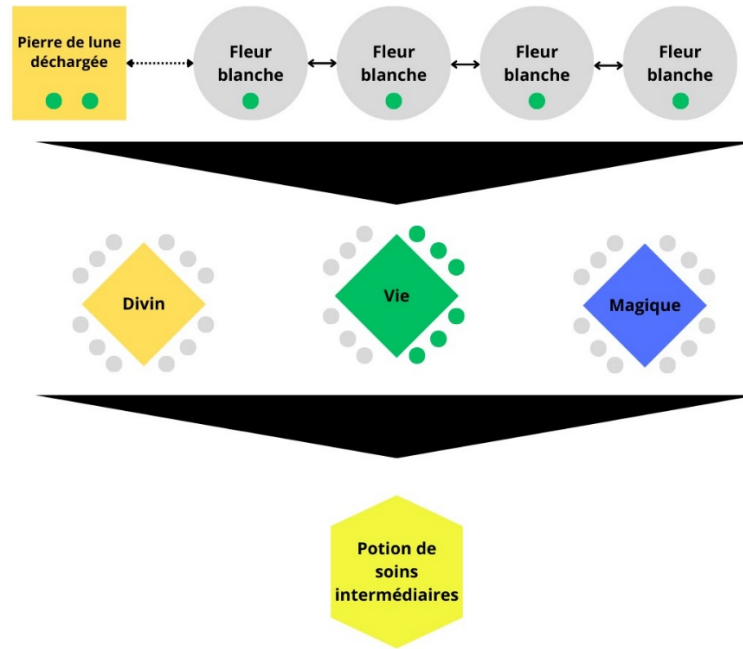 Pierre de lune
déchargée
Fleur
blanche
Fleur
blanche
Fleur
blanche
Fleur
blanche
Divin
Vie
Magique
Potion de
soins
intermédiaires